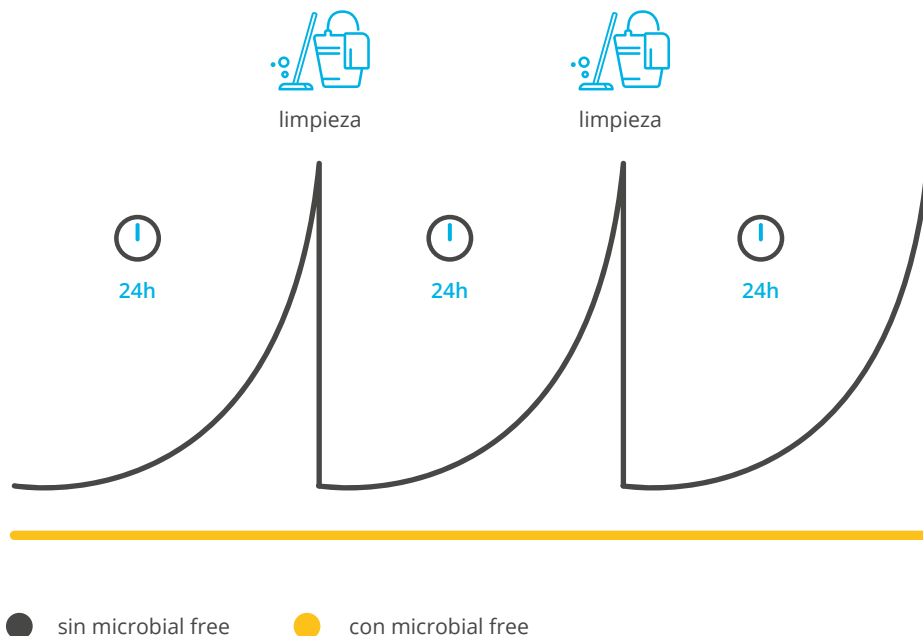 limpieza
limpieza
24h
24h
24h
sin microbial free
con microbial free